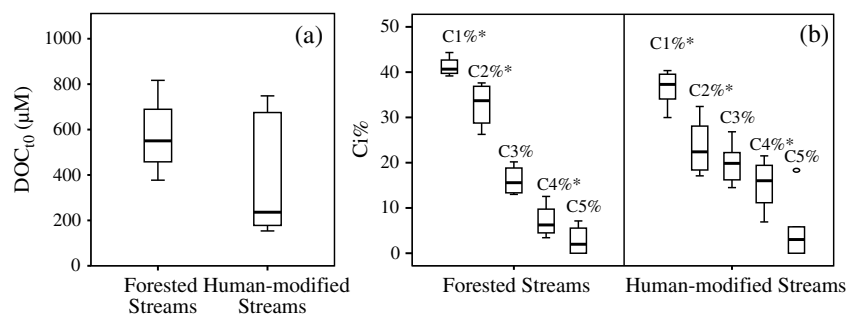 (a)
1000
800
600
400
200
0
DOCt0 (µM)
Forested Streams
Human-modified Streams
(b)
50
40
30
20
10
0
Ci%
C1%*
C2%*
C3%
C4%*
C5%
C1%*
C2%*
C3%
C4%*
C5%
Forested Streams
Human-modified Streams